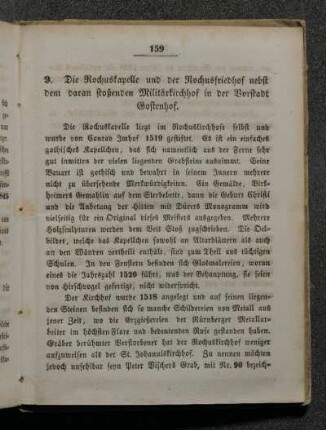 159
9. Die Rochuskapelle und der Rochusfriedhof nebst
dem daran stoßenden Militärkirchhof in der Vorstadt
Gostenhof.
Die Rochuskapelle liegt im Rochuskirchhofe selbst und
wurde von Conrad Imhof 1519 gestiftet. Es ist ein einfaches
gothisches Kapellchen, das sich namentlich aus der Ferne sehr
gut inmitten der vielen liegenden Grabsteine ausnimmt. Seine
Bauart ist gothisch und bewahrt in seinem Innern mehrere
nicht zu übersehende Merkwürdigkeiten. Ein Gemälde, Birk-
heimers Gemahlin auf dem Sterbebette, dann die Geburt Christi
und die Anbetung der Hirten mit Dürers Monogramm wird
vielseitig für ein Original dieses Meisters ausgegeben. Mehrere
Holzsculpturen werden dem Veit Stoß zugeschrieben. Die Oel-
bilder, welche das Kapellchen sowohl an Altarblättern als auch
an den Wänden vertheilt enthält, sind zum Theil aus tüchtigen
Schulen. In den Fenstern befinden sich Glasmalereien, worauf
eines die Jahrzahl 1520 führt, was der Behauptung, sie seien
von Hirschvogel gefertigt, nicht widerspricht.
Der Kirchhof wurde 1518 angelegt und auf seinen liegen-
den Steinen befinden sich so manche Schildereien von Metall aus
jener Zeit, wo die Erzgießereien der Nürnberger Metallar-
beiter im höchsten Flore und bedeutenden Rufe gestanden haben.
Gräber berühmter Verstorbener hat der Rochuskirchhof weniger
aufzuweisen als der St. Johanniskirchhof. Zu nennen möchten
jedoch unfehlbar seyn Peter Vischers Grab, mit Nr. 90 bezeich-